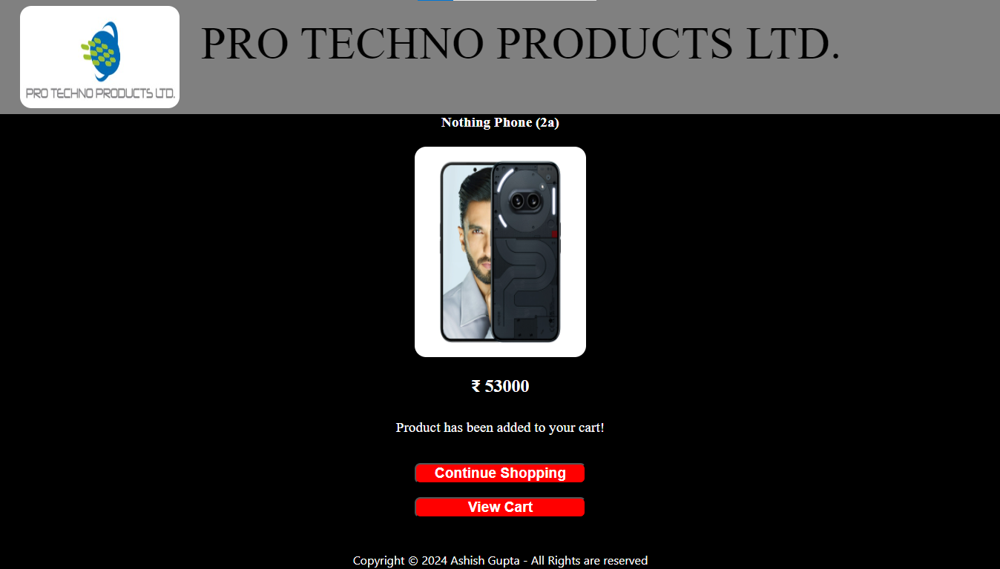 PRO TECHNO PRODUCTS LTD.
PRO TECHNO PRODUCTS LTD.
Nothing Phone (2a)
₹ 53000
Product has been added to your cart!
Continue Shopping
View Cart
Copyright © 2024 Ashish Gupta - All Rights are reserved